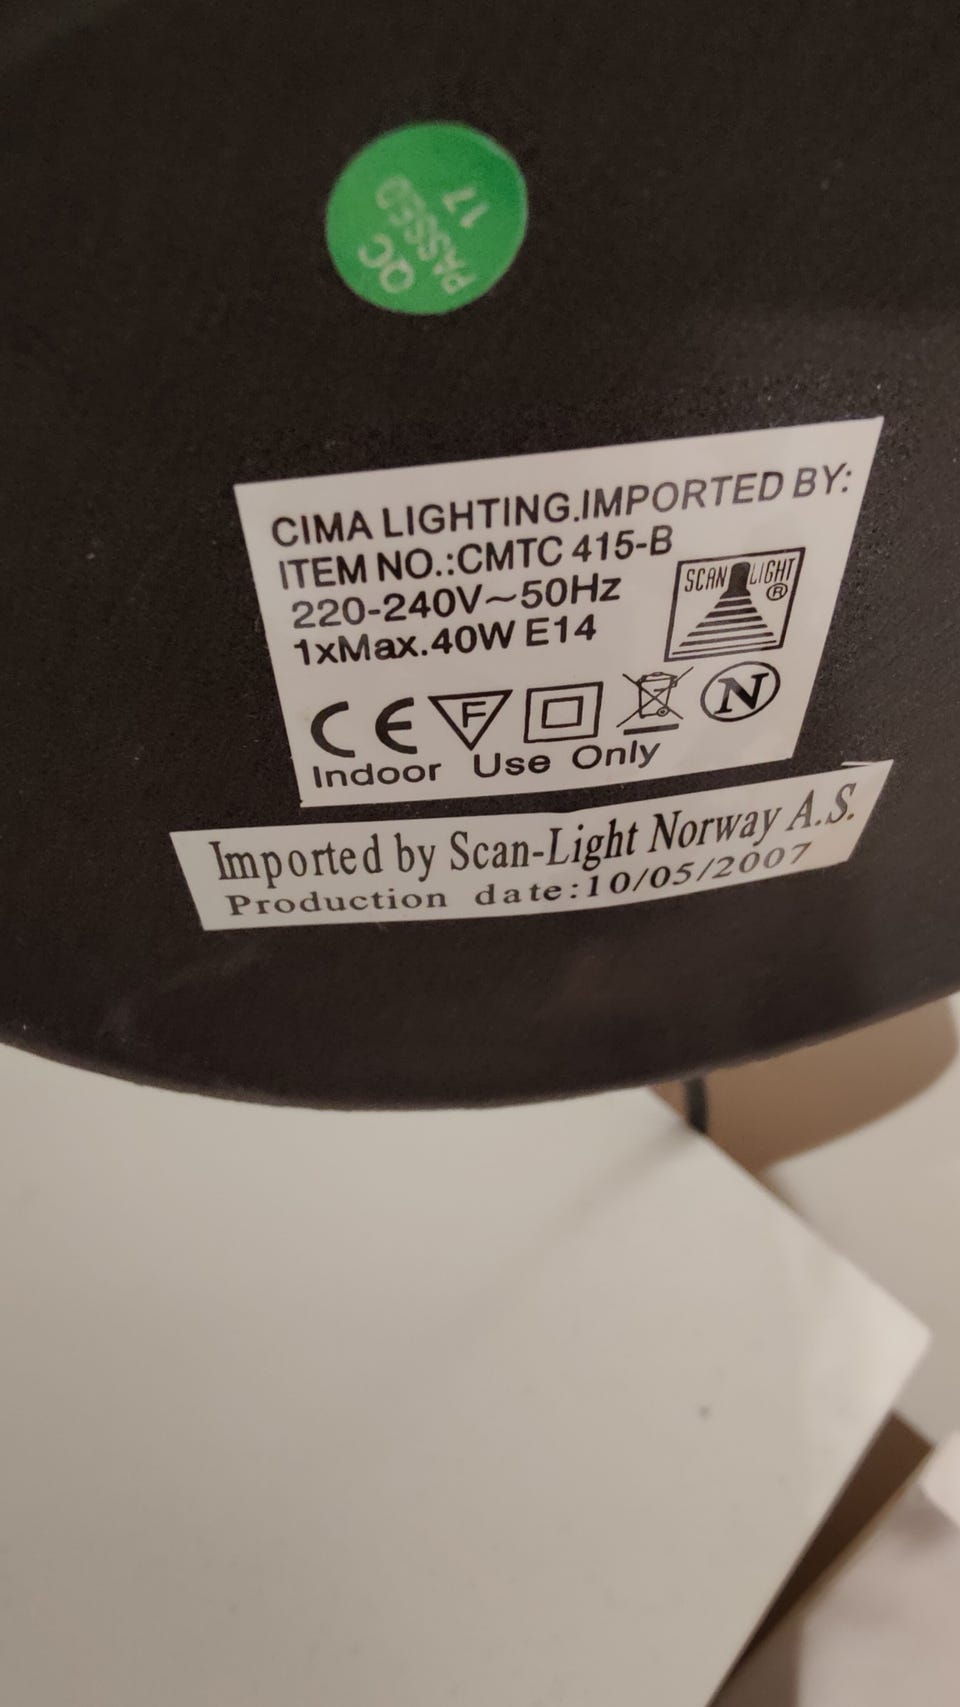 QC
PASSED
17
CIMA LIGHTING.IMPORTED BY:
ITEM NO.:CMTC 415-B
220-240V~50Hz
1xMax.40W E14
SCAN LIGHT
®
CE F N
Indoor Use Only
Imported by Scan-Light Norway A.S.
Production date:10/05/2007